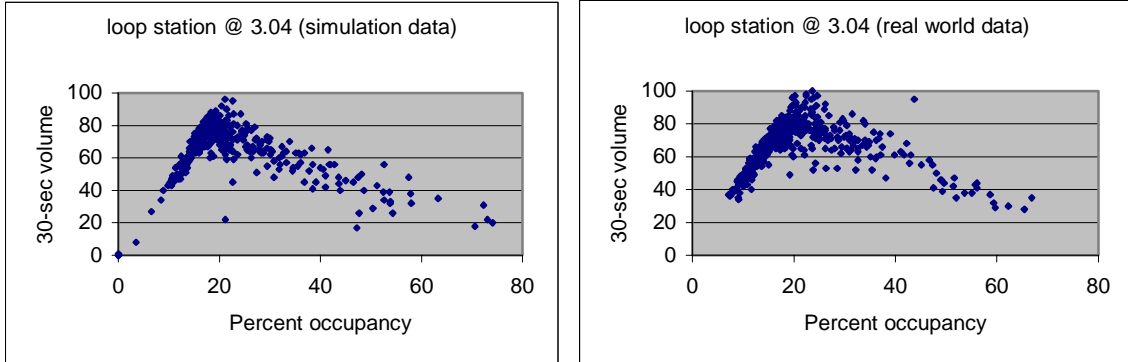 loop station @ 3.04 (simulation data)
100
80
60
40
20
0
30-sec volume
0 20 40 60 80
Percent occupancy
loop station @ 3.04 (real world data)
100
80
60
40
20
0
30-sec volume
0 20 40 60 80
Percent occupancy